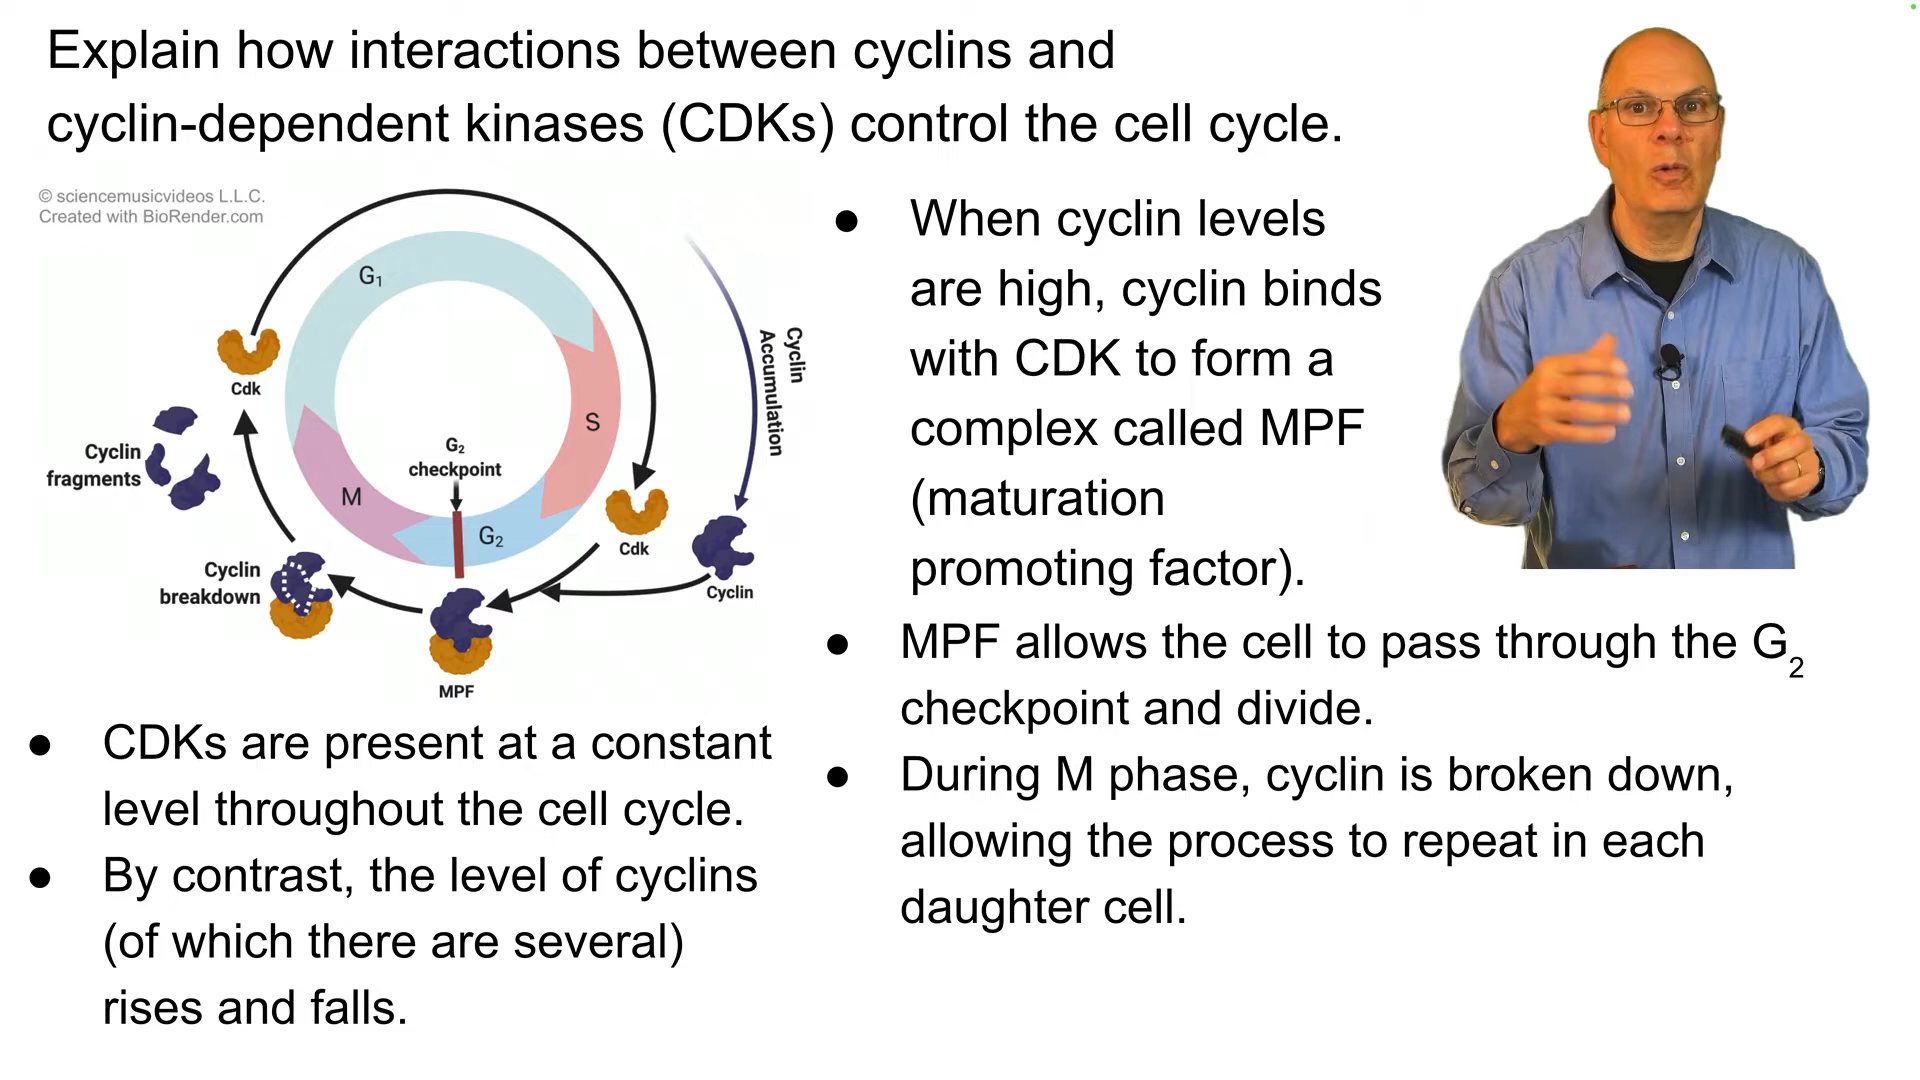 Explain how interactions between cyclins and
cyclin-dependent kinases (CDKs) control the cell cycle.
© sciencemusicvideos L.L.C.
Created with BioRender.com
G₁
S
G₂
M
G₂
checkpoint
Cdk
Cyclin
fragments
Cyclin
breakdown
MPF
Cdk
Cyclin
Cyclin
Accumulation
● CDKs are present at a constant
level throughout the cell cycle.
● By contrast, the level of cyclins
(of which there are several)
rises and falls.
● When cyclin levels
are high, cyclin binds
with CDK to form a
complex called MPF
(maturation
promoting factor).
● MPF allows the cell to pass through the G₂
checkpoint and divide.
● During M phase, cyclin is broken down,
allowing the process to repeat in each
daughter cell.